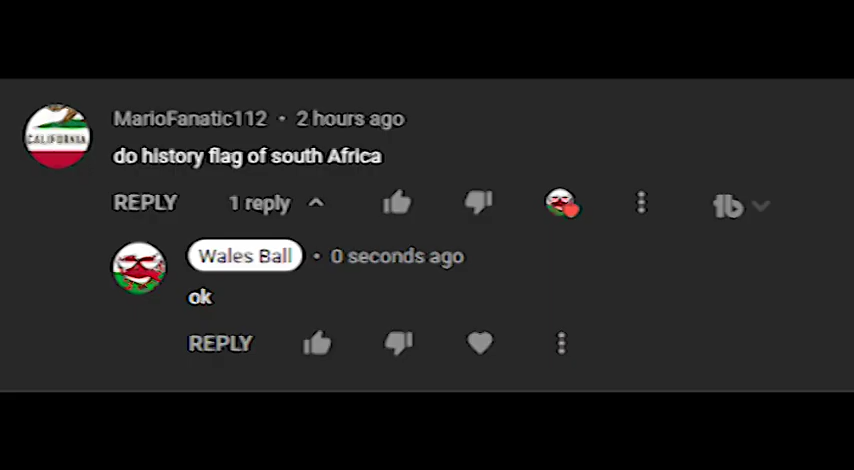 CALIFORNIA
MarioFanatic112 • 2 hours ago
do history flag of south Africa
REPLY 1 reply
Wales Ball • 0 seconds ago
ok
REPLY